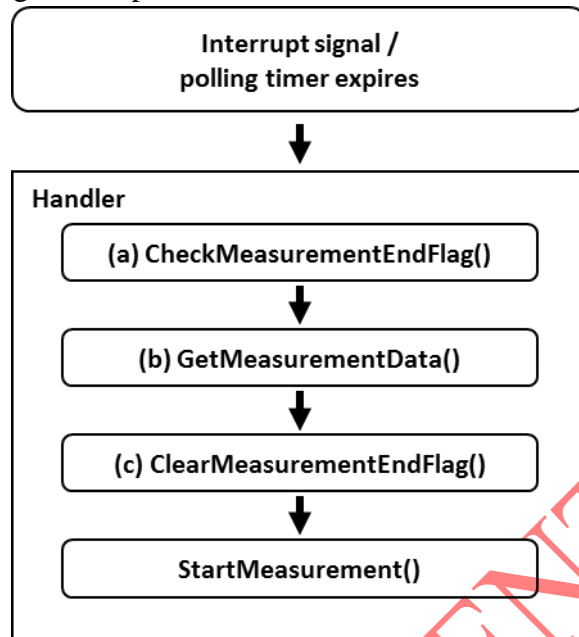 Interrupt signal /
polling timer expires
Handler
(a) CheckMeasurementEndFlag()
(b) GetMeasurementData()
(c) ClearMeasurementEndFlag()
StartMeasurement()